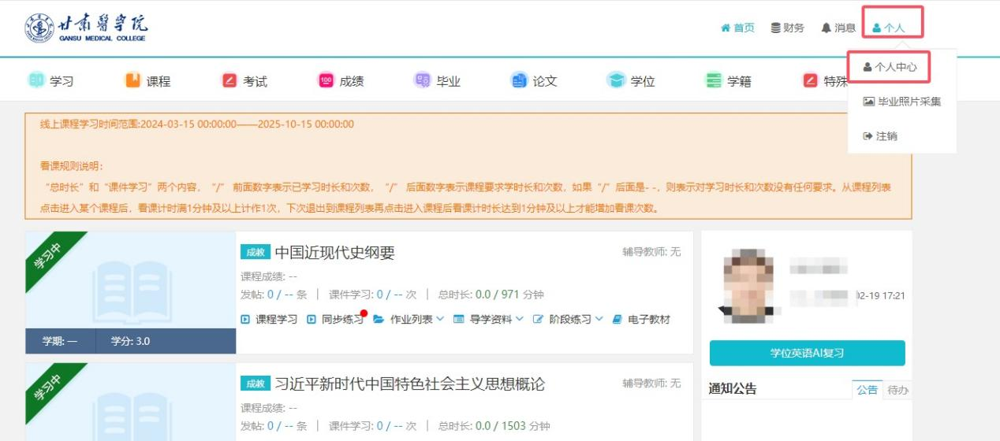 甘肃医学院
GANSU MEDICAL COLLEGE
首页 财务 消息 个人
个人中心
毕业照片采集
注销
学习 课程 考试 100 成绩 毕业 论文 学位 学籍 特殊
线上课程学习时间范围:2024-03-15 00:00:00——2025-10-15 00:00:00
看课规则说明：
“总时长”和“课件学习”两个内容，“/” 前面数字表示已学习时长和次数，“/” 后面数字表示课程要求学时长和次数，如果“/”后面是- -，则表示对学习时长和次数没有任何要求。从课程列表
点击进入某个课程后，看课计时满1分钟及以上计作1次，下次退出到课程列表再点击进入课程后看课计时长达到1分钟及以上才能增加看课次数。
学习中
成教 中国近现代史纲要 辅导教师: 无
课程成绩: --
发帖: 0 / -- 条 | 课件学习: 0 / -- 次 | 总时长: 0.0 / 971 分钟
课程学习 同步练习 作业列表 导学资料 阶段练习 电子教材
学期: 一 学分: 3.0
02-19 17:21
学位英语AI复习
通知公告 公告 待办
学习中
成教 习近平新时代中国特色社会主义思想概论 辅导教师: 无
课程成绩: --
发帖: 0 / -- 条 | 课件学习: 0 / -- 次 | 总时长: 0.0 / 1503 分钟